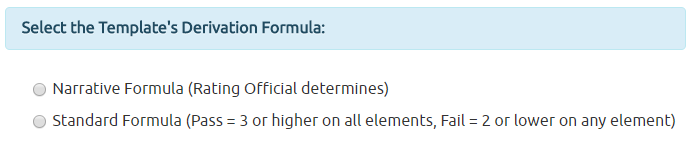 Select the Template's Derivation Formula:
Narrative Formula (Rating Official determines)
Standard Formula (Pass = 3 or higher on all elements, Fail = 2 or lower on any element)